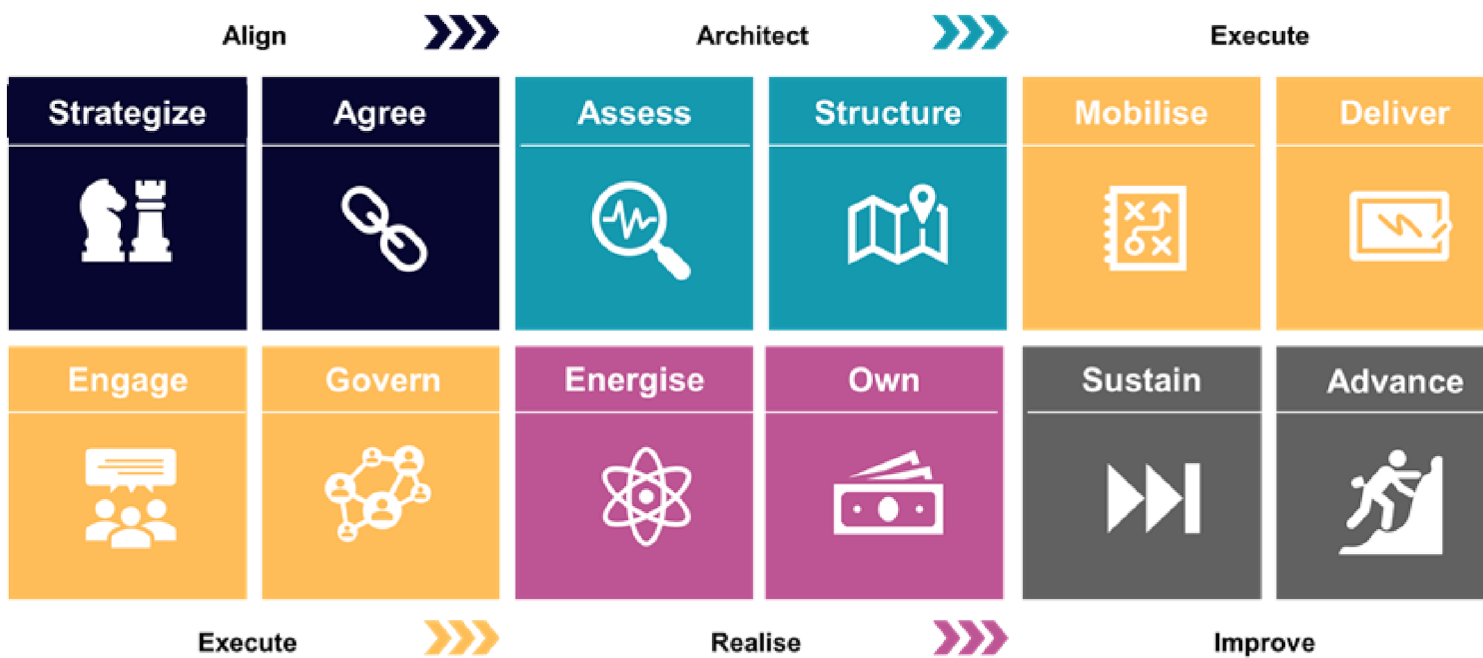 Align
Architect
Execute
Strategize
Agree
Assess
Structure
Mobilise
Deliver
Engage
Govern
Energise
Own
Sustain
Advance
Execute
Realise
Improve